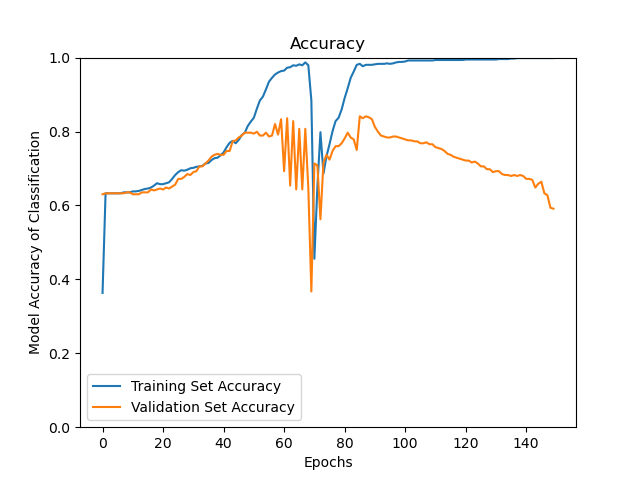 Accuracy
Model Accuracy of Classification
1.0
0.8
0.6
0.4
0.2
0.0
Training Set Accuracy
Validation Set Accuracy
0 20 40 60 80 100 120 140
Epochs